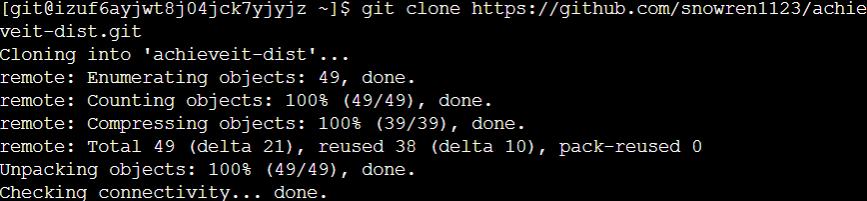 [git@izuf6ayjwt8j04jck7yjyjz ~]$ git clone https://github.com/snowren1123/achie
veit-dist.git
Cloning into 'achieveit-dist'...
remote: Enumerating objects: 49, done.
remote: Counting objects: 100% (49/49), done.
remote: Compressing objects: 100% (39/39), done.
remote: Total 49 (delta 21), reused 38 (delta 10), pack-reused 0
Unpacking objects: 100% (49/49), done.
Checking connectivity... done.